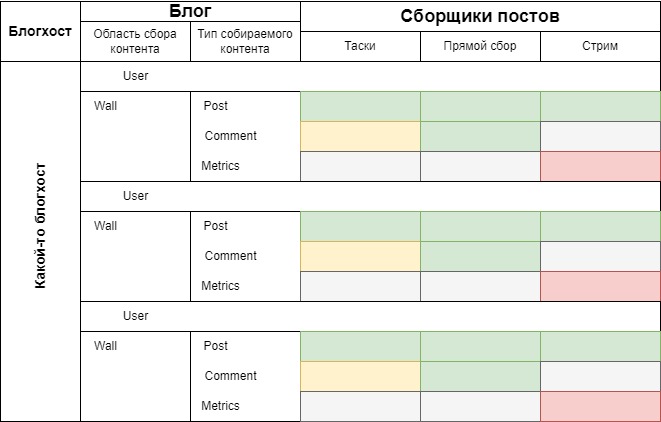 Блогхост
Блог
Сборщики постов
Область сбора
контента
Тип собираемого
контента
Таски
Прямой сбор
Стрим
Какой-то блогхост
User
Wall
Post
Comment
Metrics
User
Wall
Post
Comment
Metrics
User
Wall
Post
Comment
Metrics